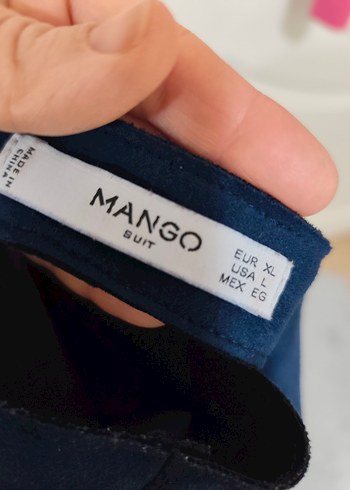 MADE IN
CHINA
MANGO
SUIT
EUR XL
USA L
MEX EG